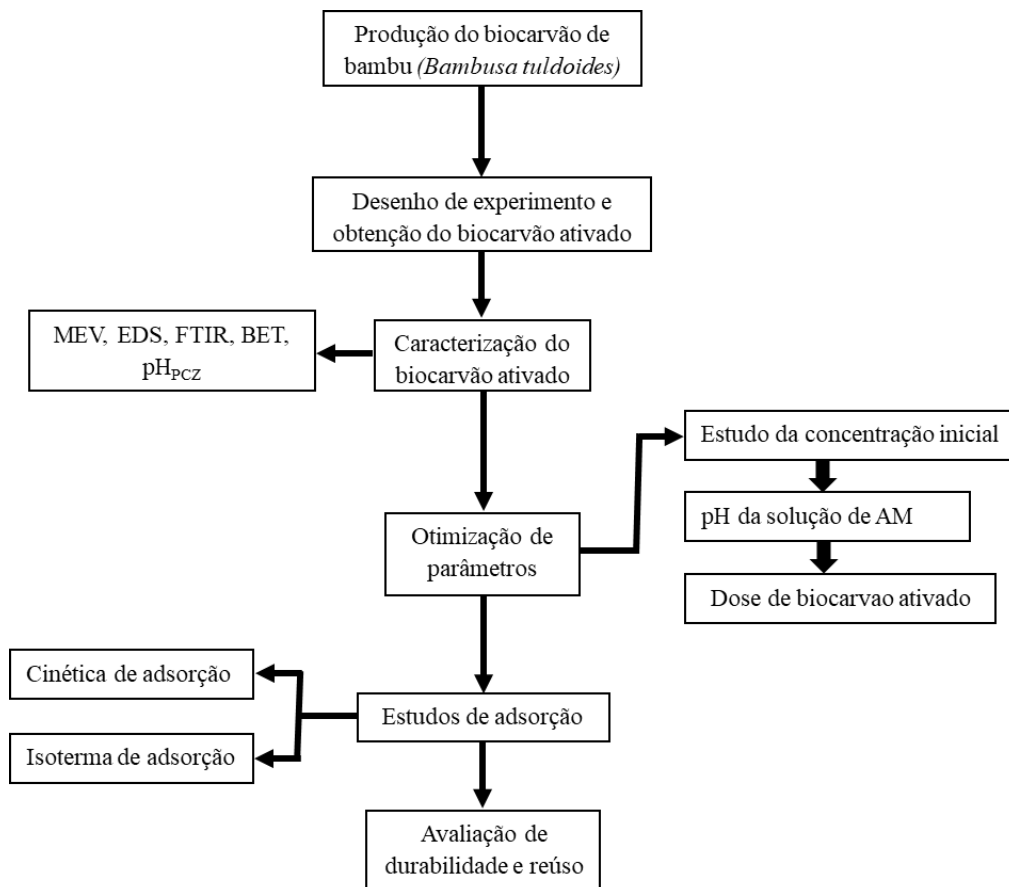 Produção do biocarvão de
bambu (Bambusa tuldoides)
Desenho de experimento e
obtenção do biocarvão ativado
MEV, EDS, FTIR, BET,
pHPCZ
Caracterização do
biocarvão ativado
Estudo da concentração inicial
pH da solução de AM
Dose de biocarvao ativado
Otimização de
parâmetros
Cinética de adsorção
Isoterma de adsorção
Estudos de adsorção
Avaliação de
durabilidade e reúso